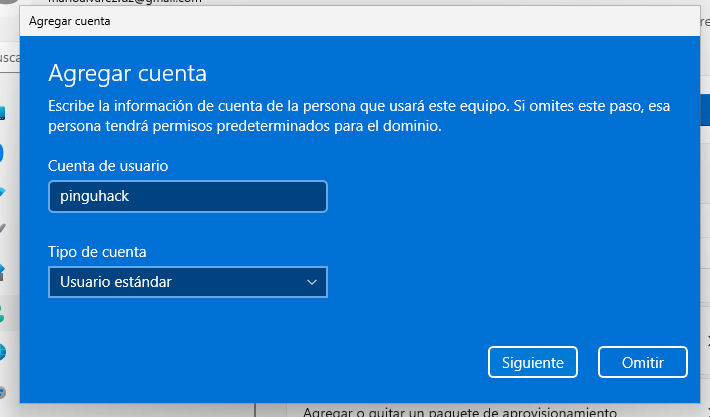 Agregar cuenta
Agregar cuenta
Escribe la información de cuenta de la persona que usará este equipo. Si omites este paso, esa
persona tendrá permisos predeterminados para el dominio.
Cuenta de usuario
pinguhack
Tipo de cuenta
Usuario estándar
Siguiente
Omitir
Agregar o quitar un paquete de aprovisionamiento